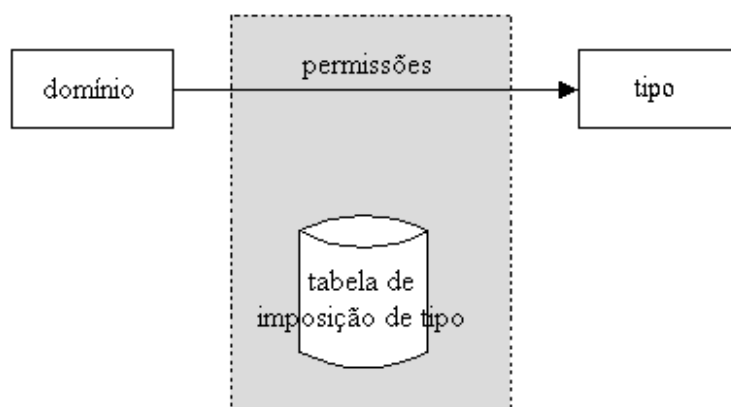 permissões
domínio
tipo
tabela de
imposição de tipo